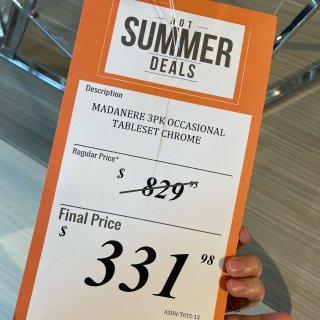 HOT
SUMMER
DEALS
Description
MADANERE 3PK OCCASIONAL
TABLESET CHROME
Regular Price*
$ 829.95
Final Price
$ 331 98
ASHH-T015-13